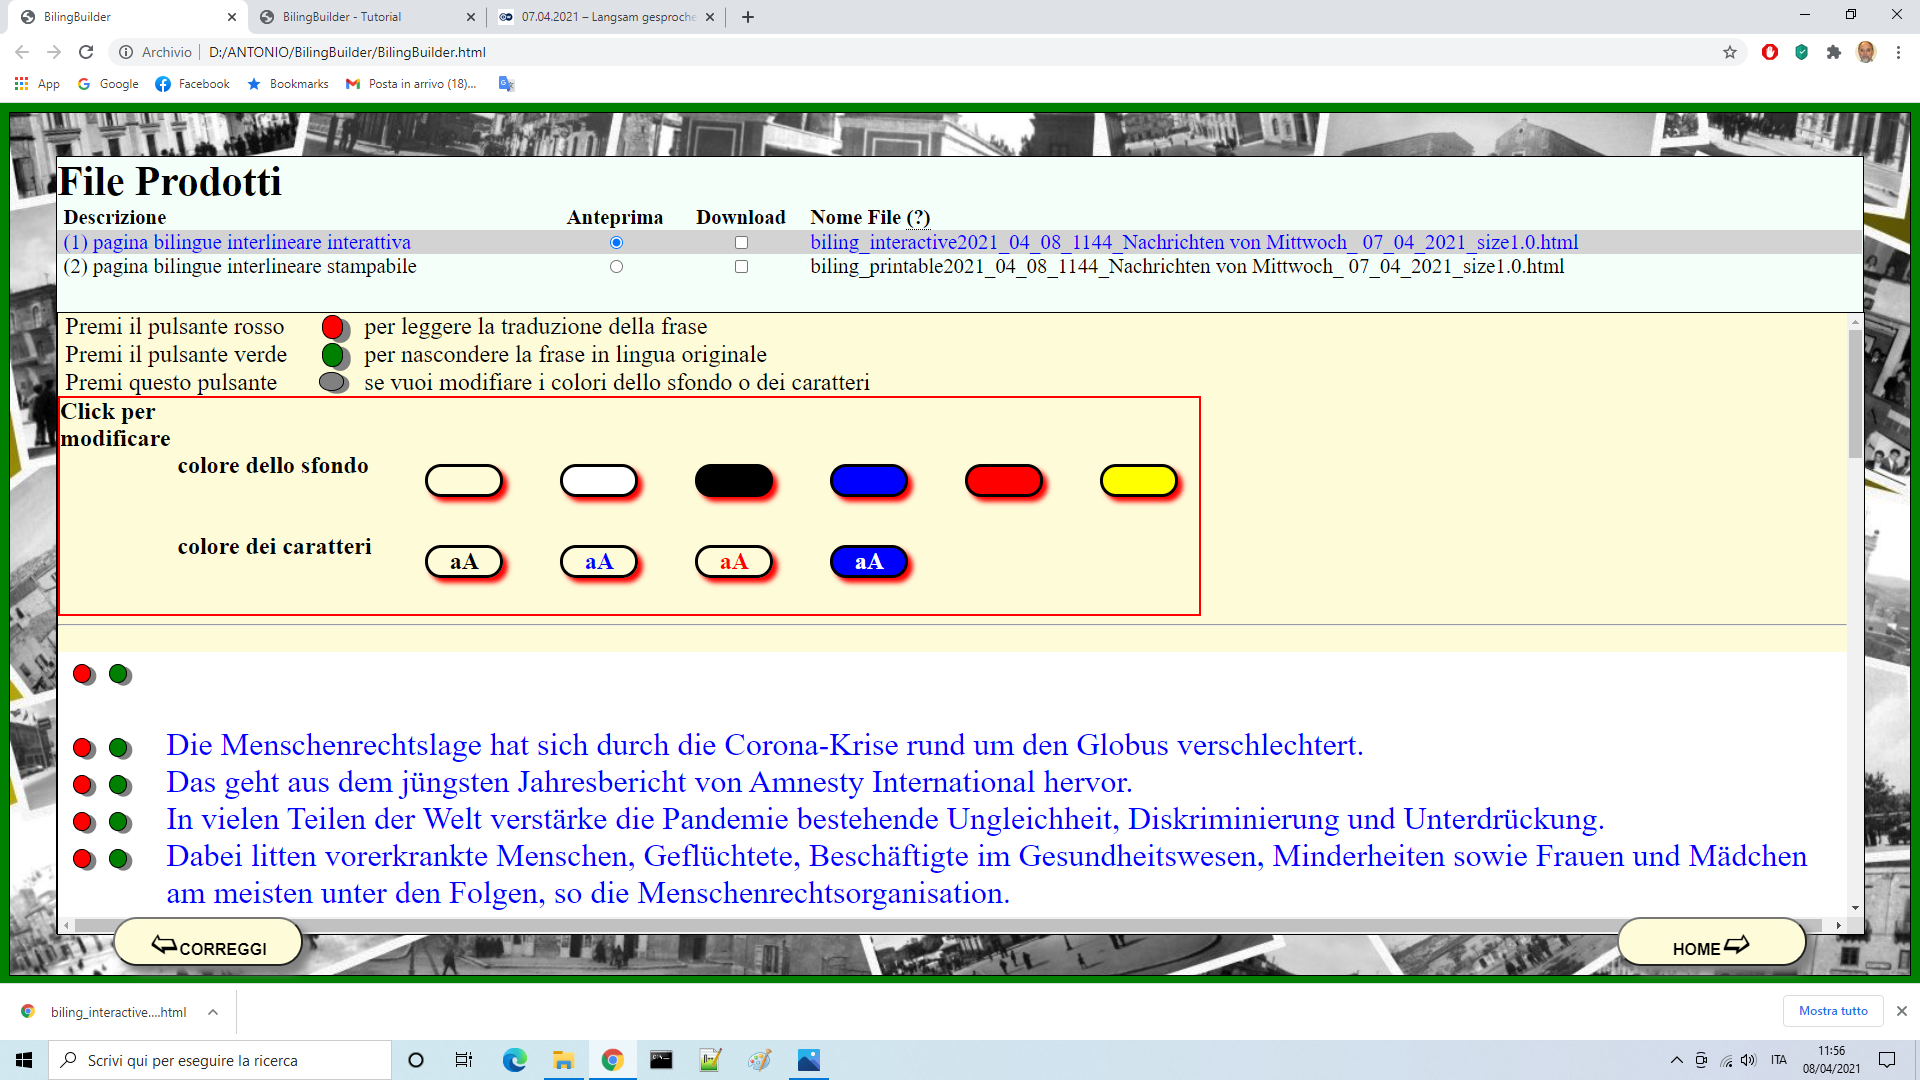 BilingBuilder
BilingBuilder - Tutorial
07.04.2021 – Langsam gesproche
Archivio
D:/ANTONIO/BilingBuilder/BilingBuilder.html
App
Google
Facebook
Bookmarks
Posta in arrivo (18)...
File Prodotti
Descrizione Anteprima Download Nome File (?)
(1) pagina bilingue interlineare interattiva biling_interactive2021_04_08_1144_Nachrichten von Mittwoch_ 07_04_2021_size1.0.html
(2) pagina bilingue interlineare stampabile biling_printable2021_04_08_1144_Nachrichten von Mittwoch_ 07_04_2021_size1.0.html
Premi il pulsante rosso per leggere la traduzione della frase
Premi il pulsante verde per nascondere la frase in lingua originale
Premi questo pulsante se vuoi modifiare i colori dello sfondo o dei caratteri
Click per
modificare
colore dello sfondo
colore dei caratteri aA aA aA aA
Die Menschenrechtslage hat sich durch die Corona-Krise rund um den Globus verschlechtert.
Das geht aus dem jüngsten Jahresbericht von Amnesty International hervor.
In vielen Teilen der Welt verstärke die Pandemie bestehende Ungleichheit, Diskriminierung und Unterdrückung.
Dabei litten vorerkrankte Menschen, Geflüchtete, Beschäftigte im Gesundheitswesen, Minderheiten sowie Frauen und Mädchen
am meisten unter den Folgen, so die Menschenrechtsorganisation.
CORREGGI
HOME
biling_interactive....html
Mostra tutto
Scrivi qui per eseguire la ricerca
ITA
11:56
08/04/2021